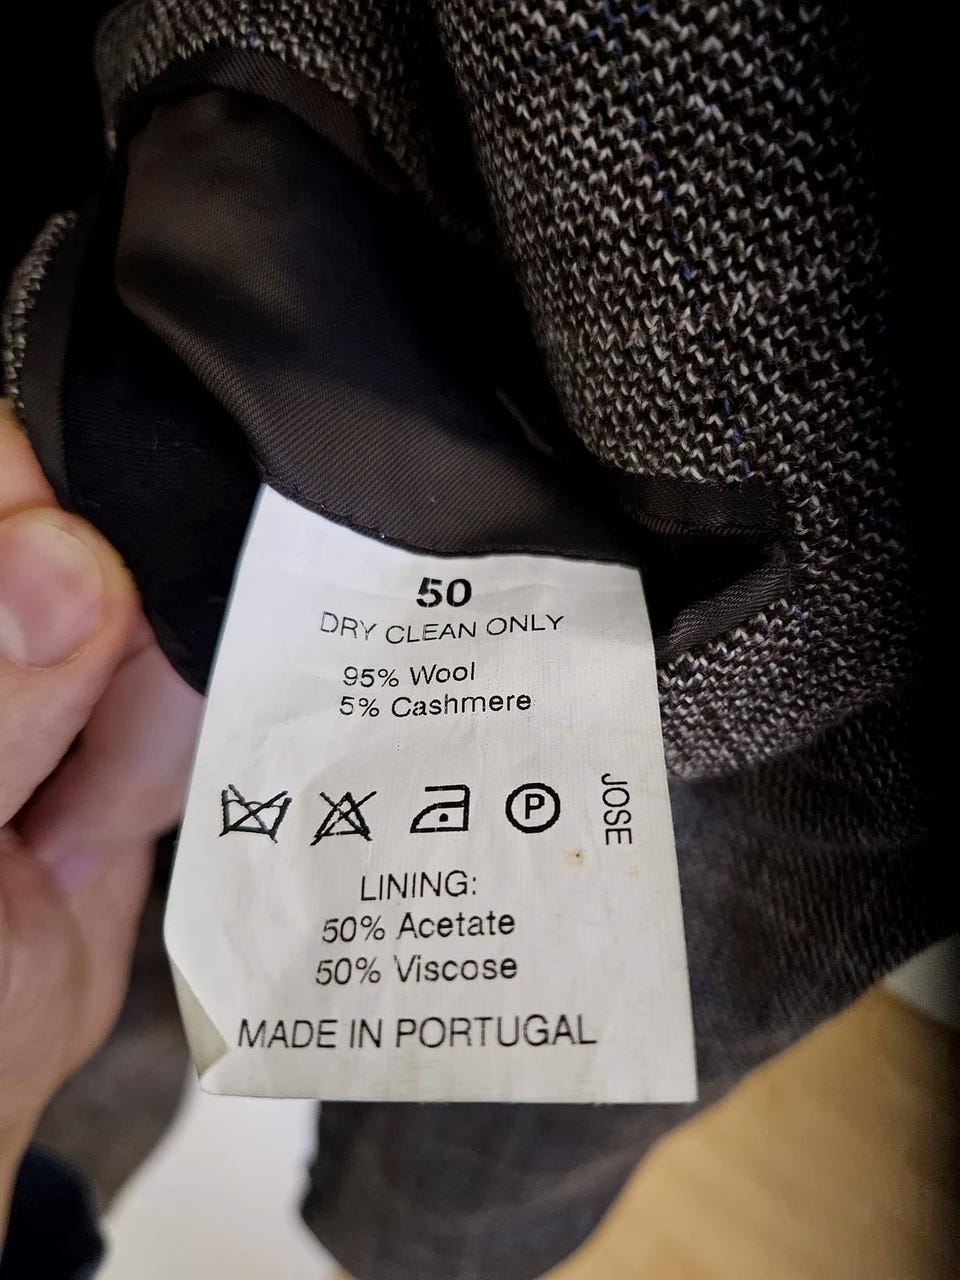 50
DRY CLEAN ONLY
95% Wool
5% Cashmere
P
JOSE
LINING:
50% Acetate
50% Viscose
MADE IN PORTUGAL